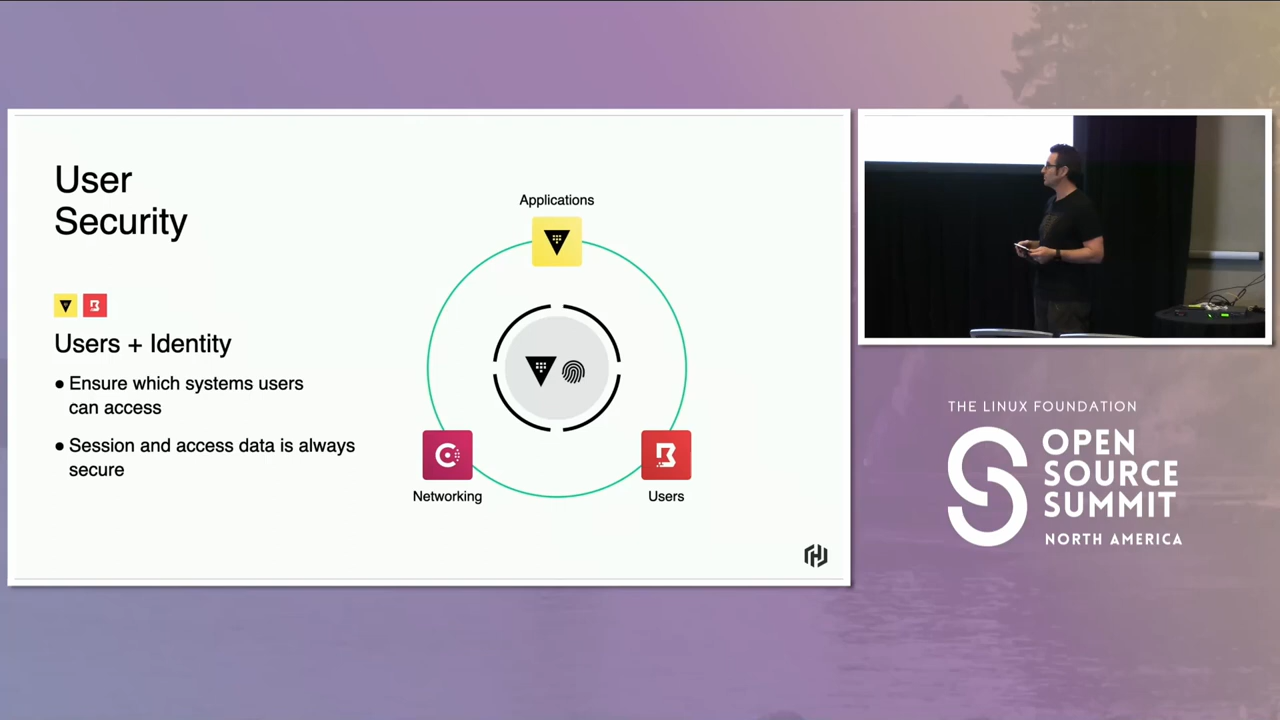 User
Security
Users + Identity
● Ensure which systems users
can access
● Session and access data is always
secure
Applications
Networking
Users
THE LINUX FOUNDATION
OPEN
SOURCE
SUMMIT
NORTH AMERICA